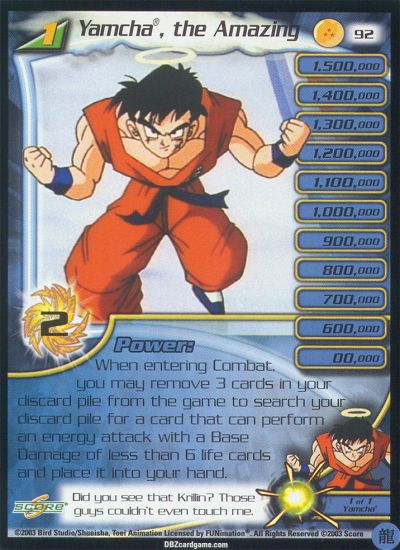 1 Yamcha®, the Amazing 92
1,500,000
1,400,000
1,300,000
1,200,000
1,100,000
1,000,000
900,000
800,000
700,000
600,000
00,000
2
Power:
When entering Combat,
you may remove 3 cards in your
discard pile from the game to search your
discard pile for a card that can perform
an energy attack with a Base
Damage of less than 6 life cards
and place it into your hand.
SCORE
Did you see that Krillin? Those
guys couldn't even touch me.
1 of 1
Yamcha®
©2003 Bird Studio/Shueisha, Toei Animation Licensed by FUNimation®. All Rights Reserved ©2003 Score
DBZcardgame.com
龍